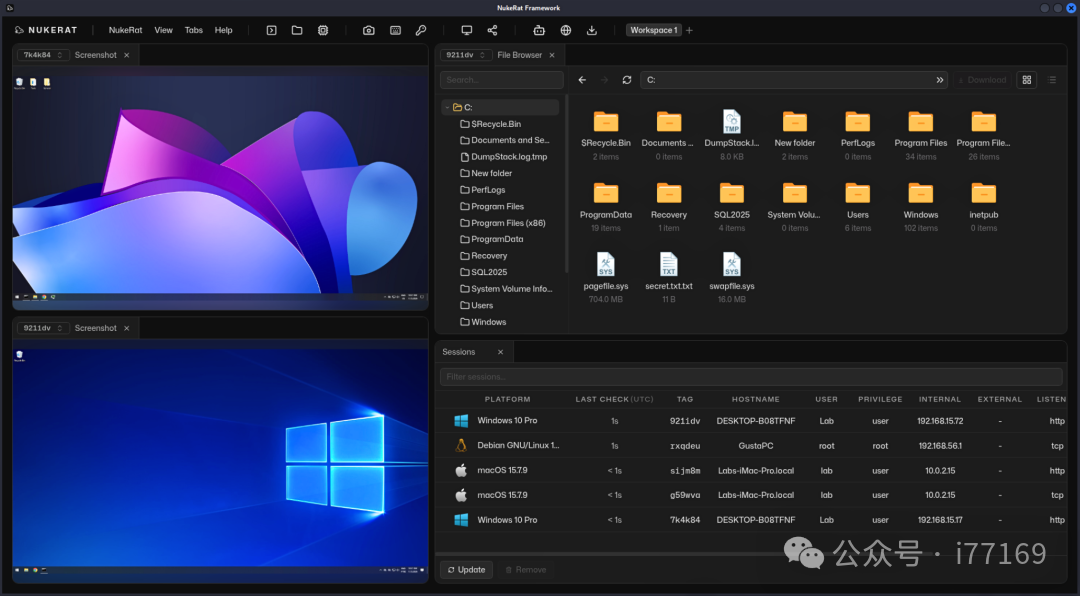 NukeRat Framework
NUKERAT NukeRat View Tabs Help Workspace 1 +
7k4k84 Screenshot ×
9211dv File Browser ×
Search...
C:
Download
C:
$Recycle.Bin
Documents and Se...
DumpStack.log.tmp
New folder
PerfLogs
Program Files
Program Files (x86)
ProgramData
Recovery
SQL2025
System Volume Info...
Users
Windows
TMP
$Recycle.Bin Documents ... DumpStack.l... New folder PerfLogs Program Files Program File...
2 items 0 items 8.0 KB 2 items 0 items 34 items 26 items
ProgramData Recovery SQL2025 System Volu... Users Windows inetpub
19 items 1 item 4 items 0 items 6 items 102 items 0 items
SYS TXT SYS
pagefile.sys secret.txt.txt swapfile.sys
704.0 MB 11 B 16.0 MB
9211dv Screenshot ×
Sessions ×
Filter sessions...
PLATFORM LAST CHECK (UTC) TAG HOSTNAME USER PRIVILEGE INTERNAL EXTERNAL LISTEN
Windows 10 Pro 1s 9211dv DESKTOP-B08TFNF Lab user 192.168.15.72 - http
Debian GNU/Linux 1... 1s rxqdeu GustaPC root root 192.168.56.1 - tcp
macOS 15.7.9 < 1s sijm8m Labs-iMac-Pro.local lab user 10.0.2.15 - http
macOS 15.7.9 < 1s g59wva Labs-iMac-Pro.local lab user 10.0.2.15 - tcp
Windows 10 Pro < 1s 7k4k84 DESKTOP-B08TFNF Lab user 192.168.15.17 - http
Update Remove
公众号 · i77169